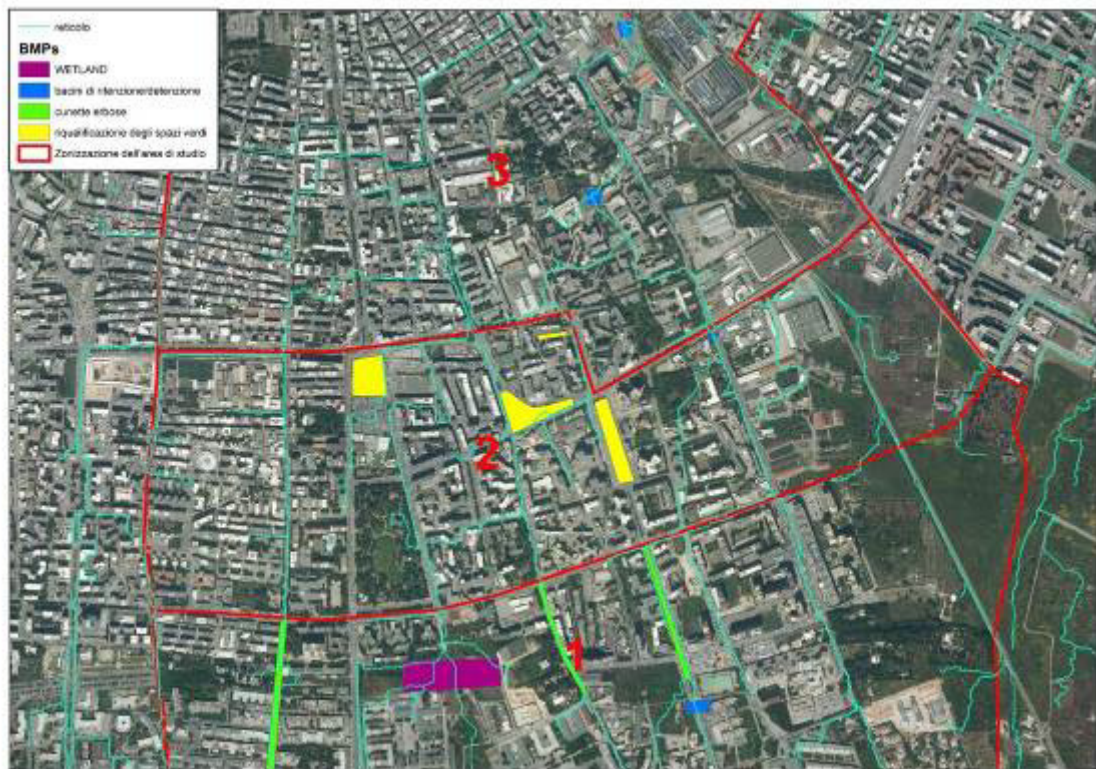 reticolo
BMPs
WETLAND
bacini di ritenzione/detenzione
cunette erbose
riqualificazione degli spazi verdi
Zonizzazione dell'area di studio
3
2
1